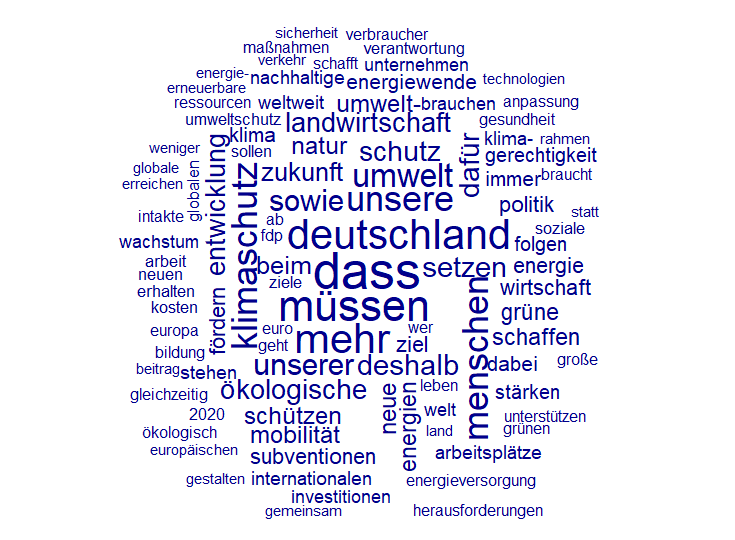 sicherheit verbraucher
maßnahmen verantwortung
verkehr schafft unternehmen
energie- nachhaltige energiewende technologien
erneuerbare
ressourcen weltweit umwelt- brauchen anpassung
umweltschutz klima landwirtschaft gesundheit
weniger sollen natur schutz dafür klima- rahmen
globale zukunft gerechtigkeit
erreichen globalen entwicklung klimaschutz umwelt immer braucht
intakte sowie unsere politik statt
ab soziale
wachstum fdp deutschland folgen
arbeit beim dass setzen energie
neuen ziele
erhalten müssen menschen wirtschaft
kosten grüne
europa fördern euro mehr wer schaffen
bildung geht ziel
beitrag stehen unserer deshalb dabei große
gleichzeitig ökologische neue leben stärken
2020 schützen energien welt unterstützen
ökologisch mobilität land grünen
europäischen subventionen arbeitsplätze
gestalten internationalen energieversorgung
investitionen
gemeinsam herausforderungen